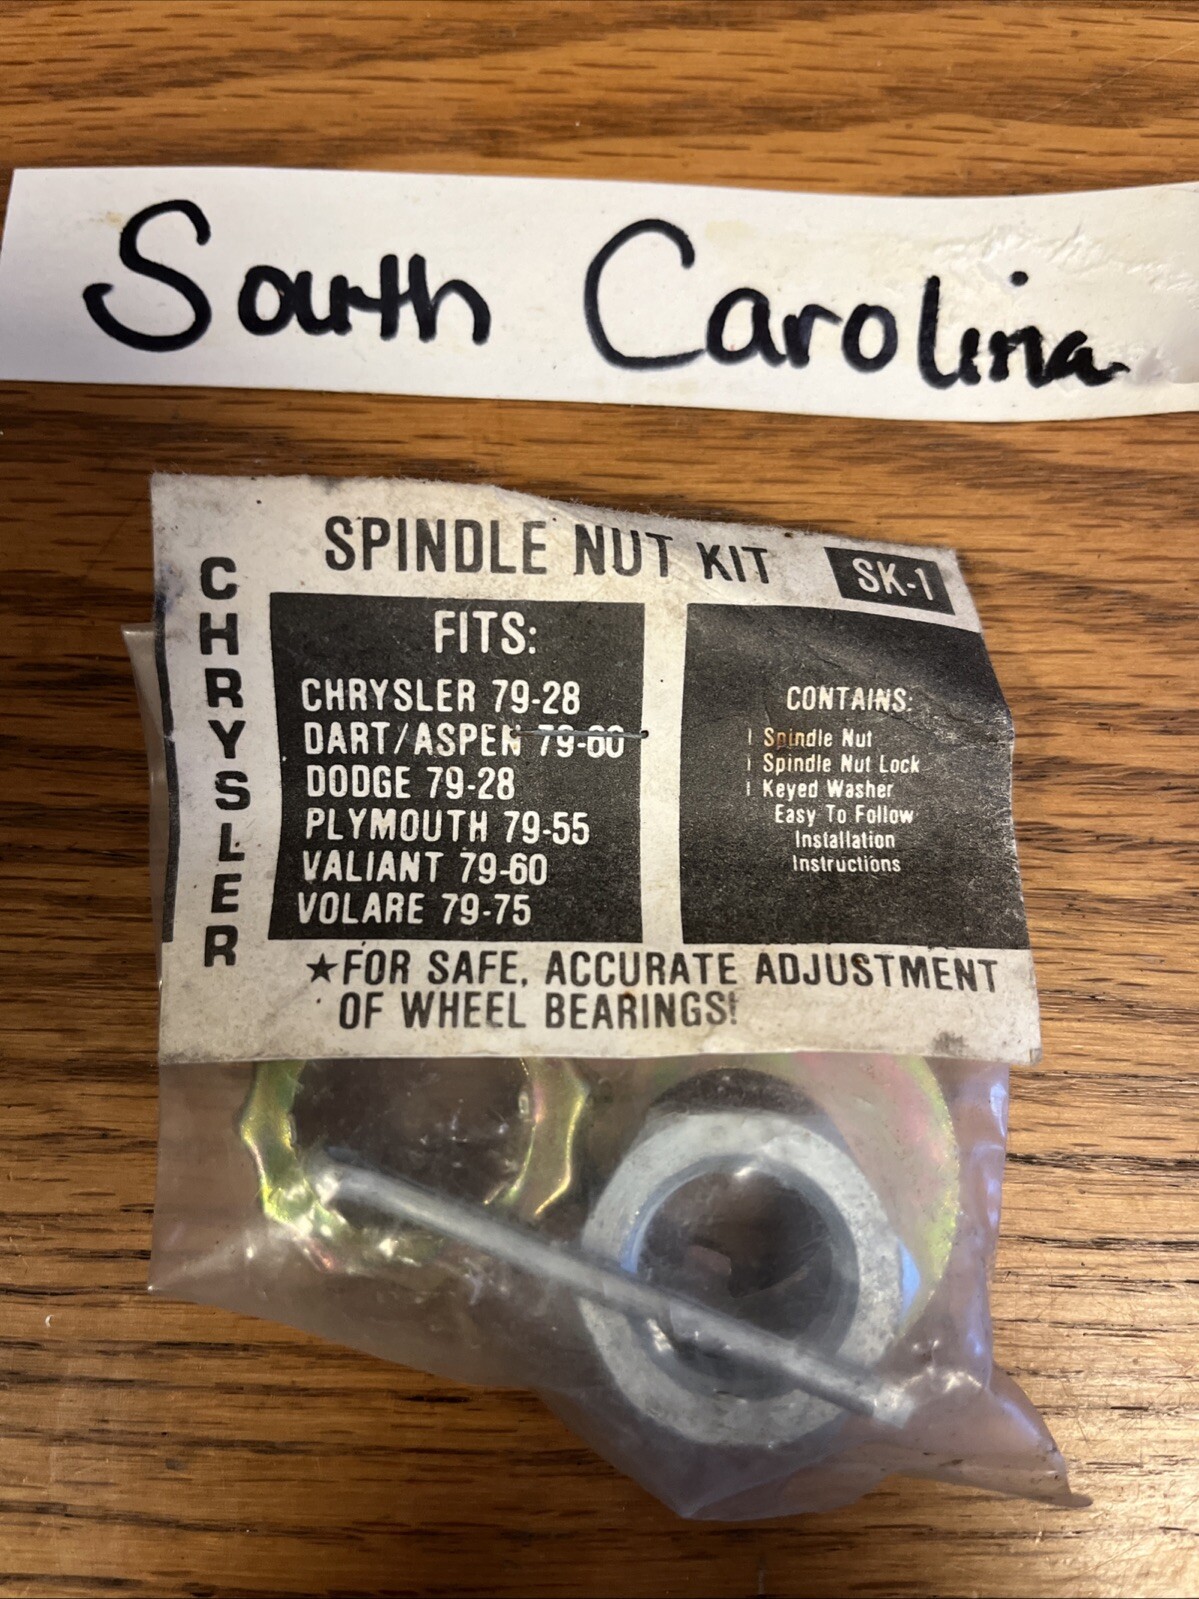 South Carolina
SPINDLE NUT KIT
SK-1
CHRYSLER
FITS:
CHRYSLER 79-28
DART/ASPEN 79-60
DODGE 79-28
PLYMOUTH 79-55
VALIANT 79-60
VOLARE 79-75
CONTAINS:
1 Spindle Nut
1 Spindle Nut Lock
1 Keyed Washer
Easy To Follow
Installation
Instructions
★FOR SAFE, ACCURATE ADJUSTMENT
OF WHEEL BEARINGS!